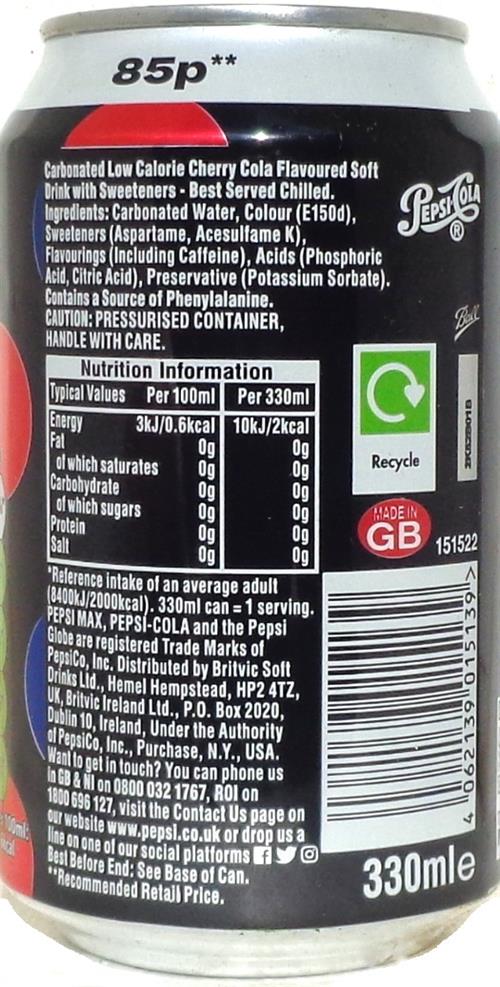 85p**
Carbonated Low Calorie Cherry Cola Flavoured Soft
Drink with Sweeteners - Best Served Chilled.
Ingredients: Carbonated Water, Colour (E150d),
Sweeteners (Aspartame, Acesulfame K),
Flavourings (Including Caffeine), Acids (Phosphoric
Acid, Citric Acid), Preservative (Potassium Sorbate).
Contains a Source of Phenylalanine.
CAUTION: PRESSURISED CONTAINER,
HANDLE WITH CARE.
PEPSI-COLA
®
Ball
Nutrition Information
Typical Values Per 100ml Per 330ml
Energy 3kJ/0.6kcal 10kJ/2kcal
Fat 0g 0g
of which saturates 0g 0g
Carbohydrate 0g 0g
of which sugars 0g 0g
Protein 0g 0g
Salt 0g 0g
Recycle
MADE IN
GB
151522
*Reference intake of an average adult
(8400kJ/2000kcal). 330ml can = 1 serving.
PEPSI MAX, PEPSI-COLA and the Pepsi
Globe are registered Trade Marks of
PepsiCo, Inc. Distributed by Britvic Soft
Drinks Ltd., Hemel Hempstead, HP2 4TZ,
UK, Britvic Ireland Ltd., P.O. Box 2020,
Dublin 10, Ireland, Under the Authority
of PepsiCo, Inc., Purchase, N.Y., USA.
Want to get in touch? You can phone us
in GB & NI on 0800 032 1767, ROI on
1800 696 127, visit the Contact Us page on
our website www.pepsi.co.uk or drop us a
line on one of our social platforms
Best Before End: See Base of Can.
**Recommended Retail Price.
4 062139 015139 >
330ml e